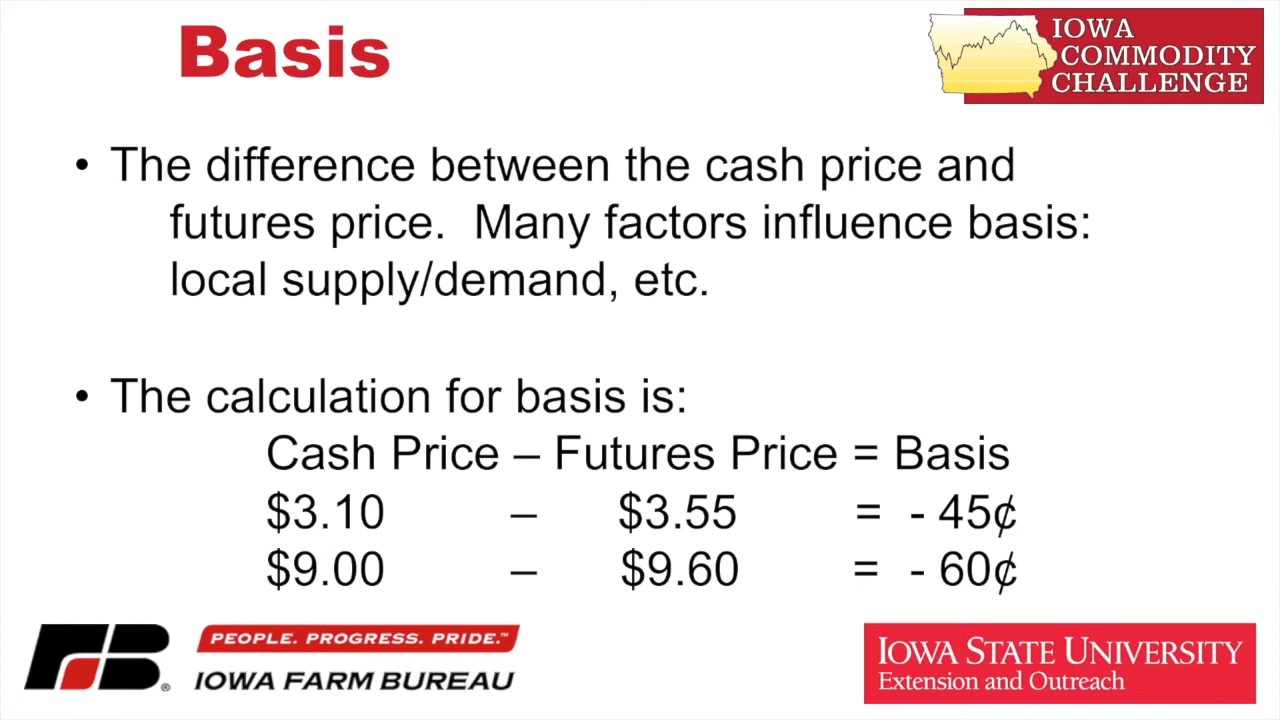 Basis
IOWA
COMMODITY
CHALLENGE
• The difference between the cash price and
futures price.  Many factors influence basis:
local supply/demand, etc.
• The calculation for basis is:
Cash Price – Futures Price = Basis
$3.10 – $3.55 = - 45¢
$9.00 – $9.60 = - 60¢
PEOPLE. PROGRESS. PRIDE.™
FB®
IOWA FARM BUREAU
IOWA STATE UNIVERSITY
Extension and Outreach